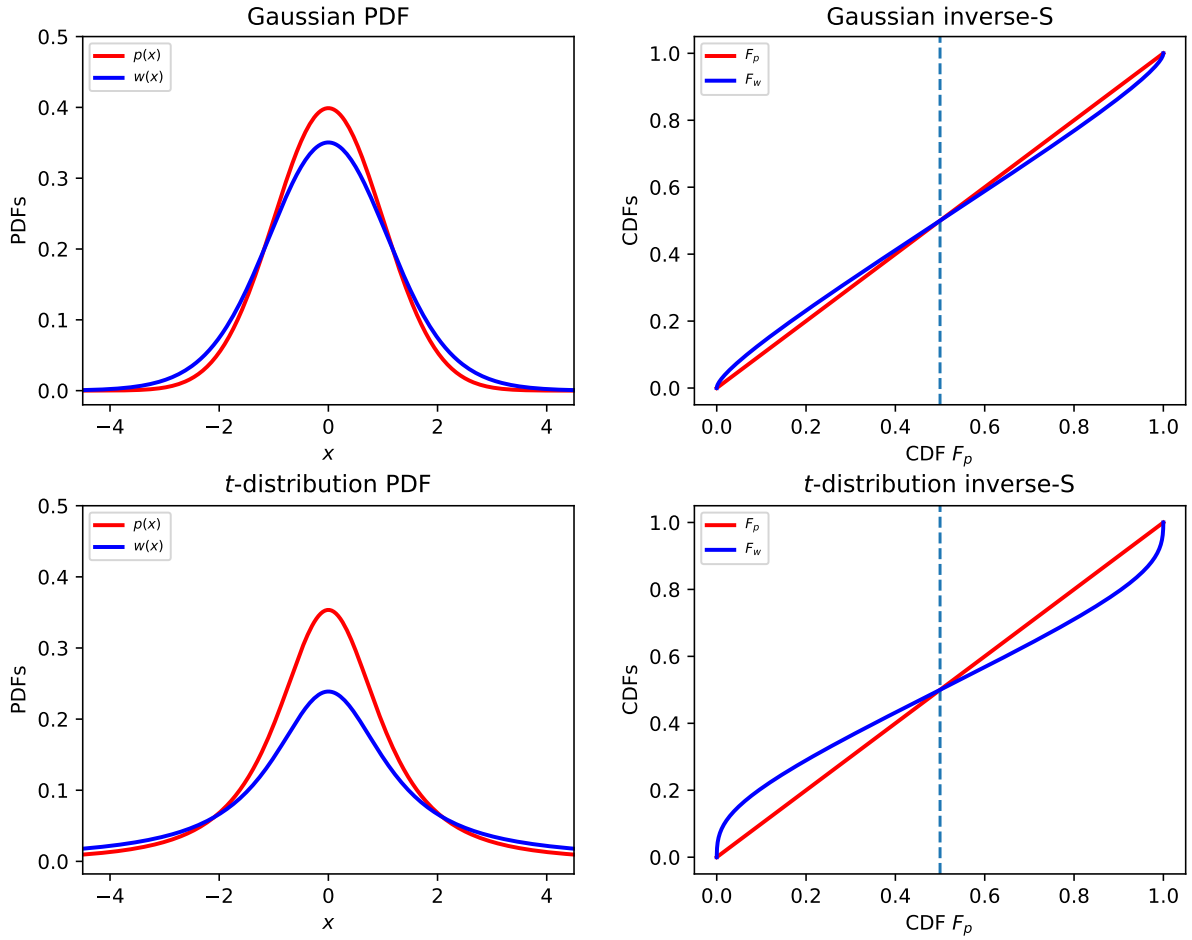 Gaussian PDF
0.5
0.4
0.3
0.2
0.1
0.0
PDFs
p(x)
w(x)
−4 −2 0 2 4
x
Gaussian inverse-S
1.0
0.8
0.6
0.4
0.2
0.0
CDFs
F_p
F_w
0.0 0.2 0.4 0.6 0.8 1.0
CDF F_p
t-distribution PDF
0.5
0.4
0.3
0.2
0.1
0.0
PDFs
p(x)
w(x)
−4 −2 0 2 4
x
t-distribution inverse-S
1.0
0.8
0.6
0.4
0.2
0.0
CDFs
F_p
F_w
0.0 0.2 0.4 0.6 0.8 1.0
CDF F_p